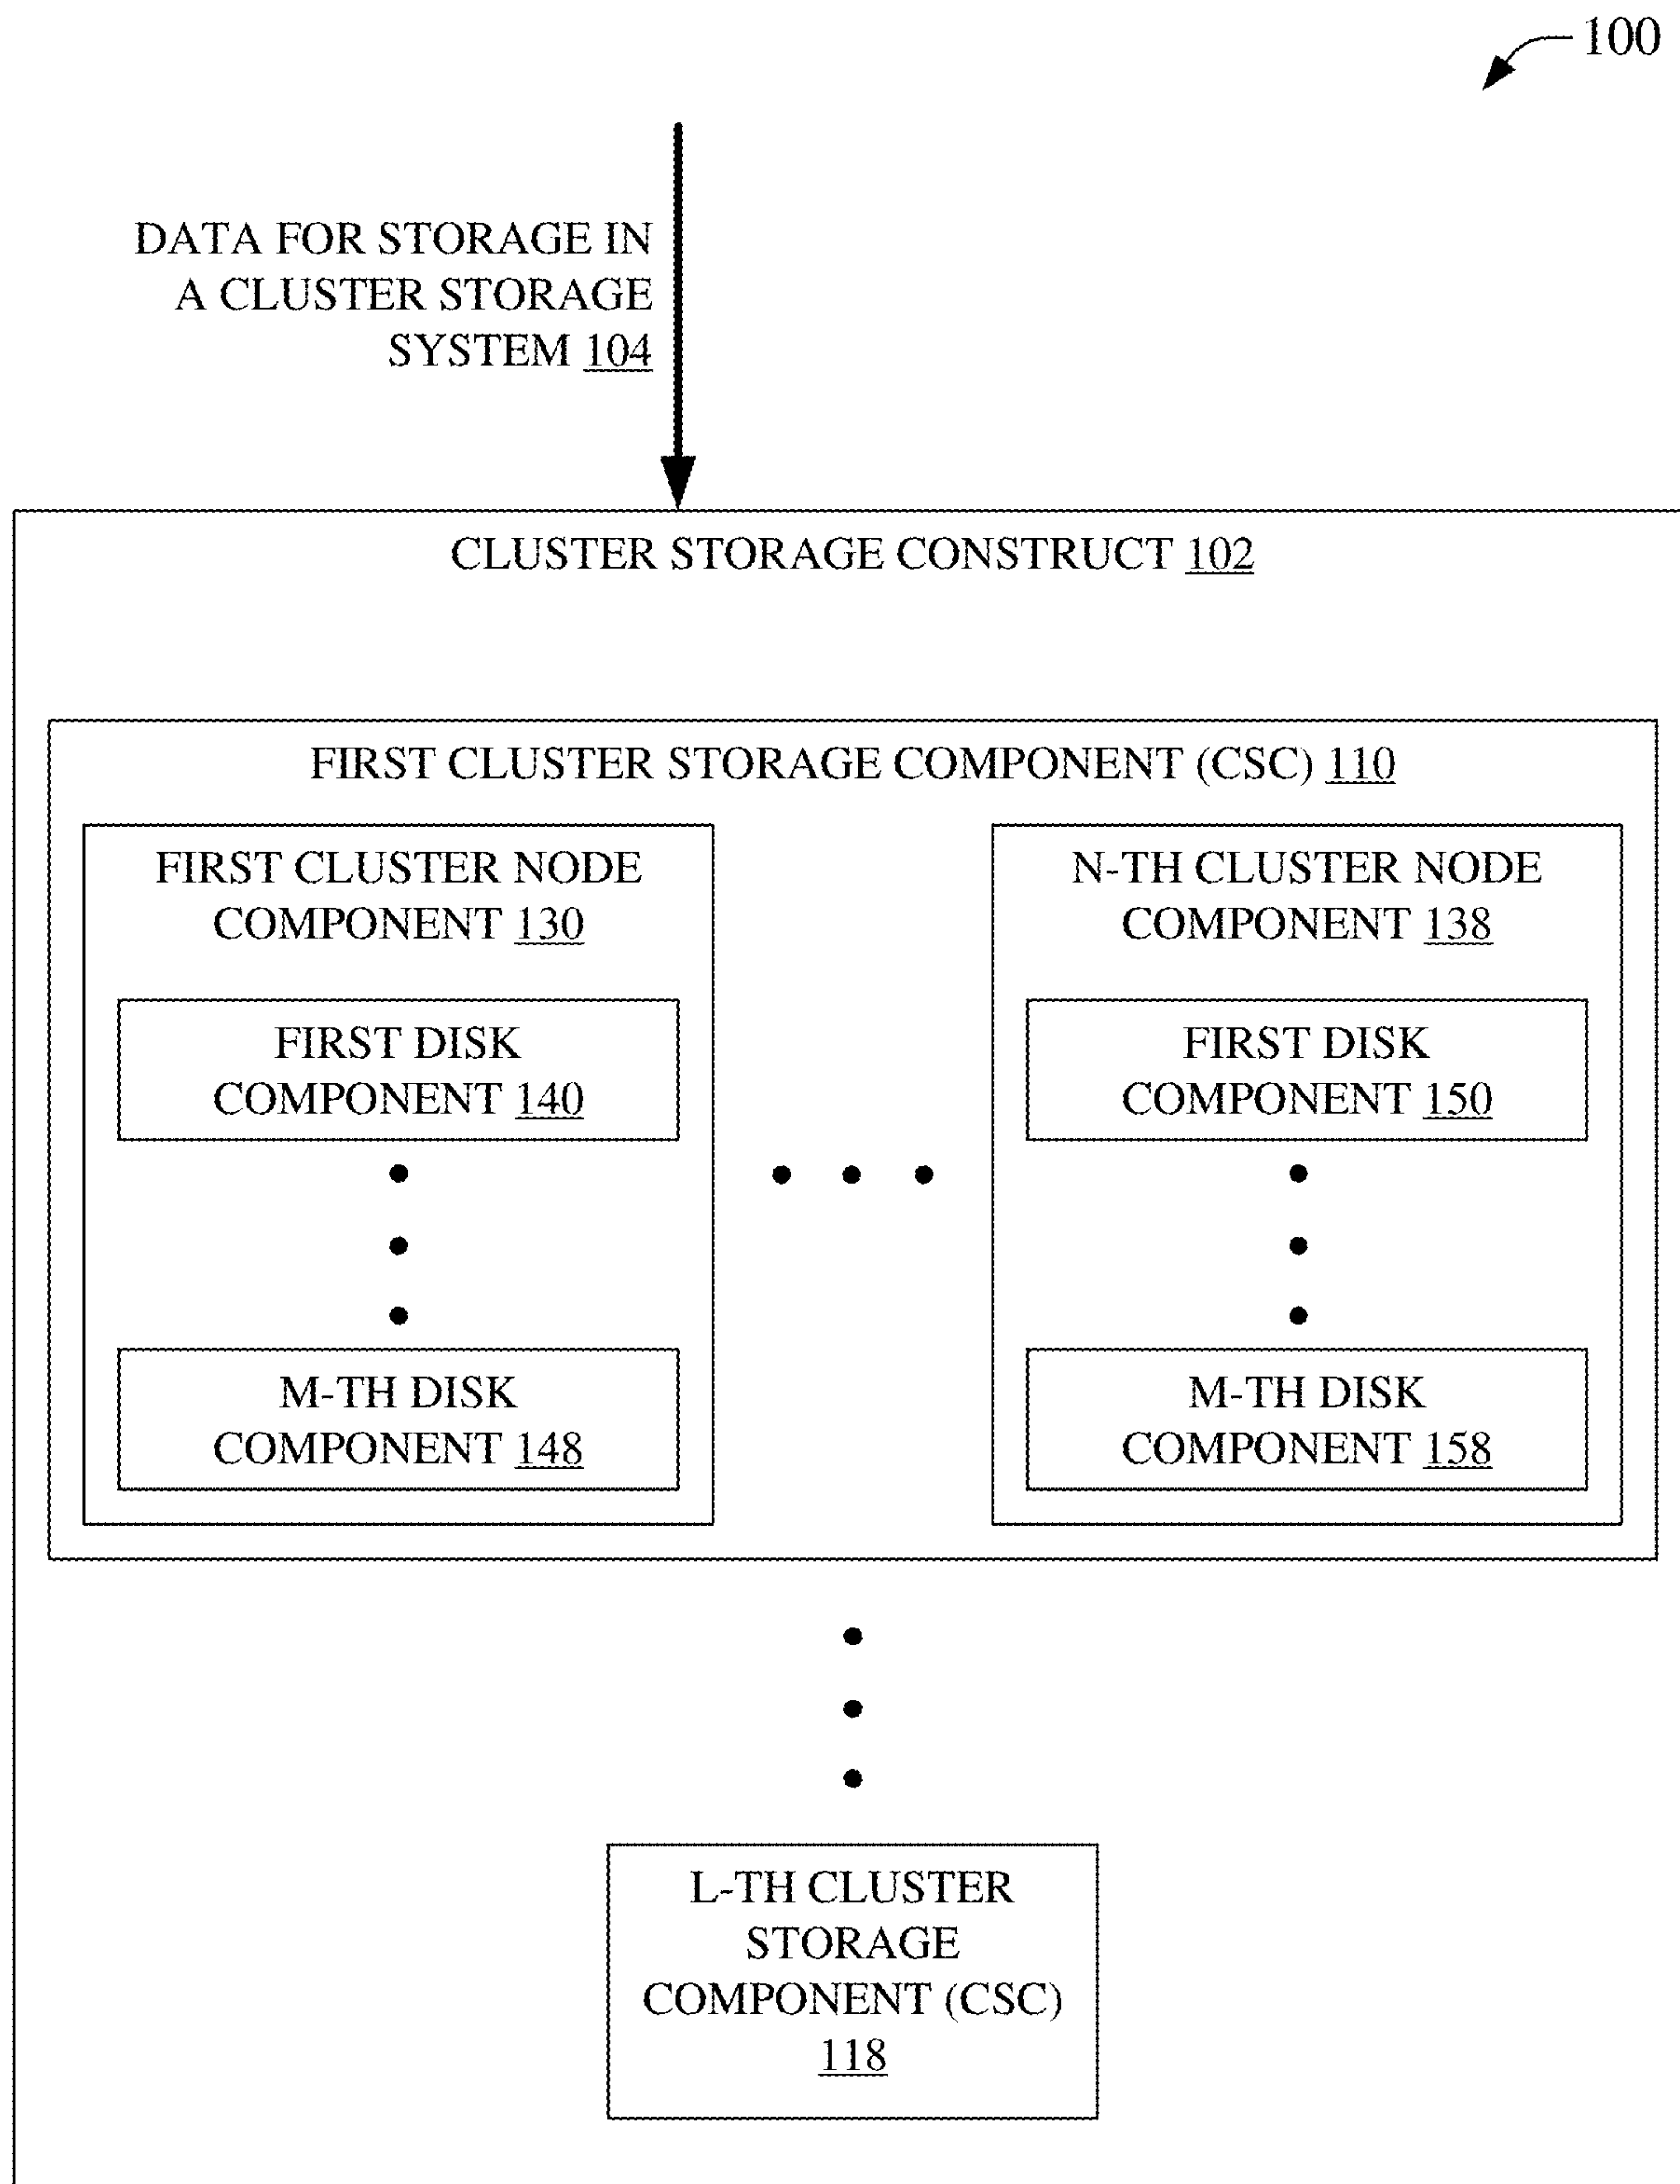 100
DATA FOR STORAGE IN
A CLUSTER STORAGE
SYSTEM 104
CLUSTER STORAGE CONSTRUCT 102
FIRST CLUSTER STORAGE COMPONENT (CSC) 110
FIRST CLUSTER NODE
COMPONENT 130
FIRST DISK
COMPONENT 140
M-TH DISK
COMPONENT 148
N-TH CLUSTER NODE
COMPONENT 138
FIRST DISK
COMPONENT 150
M-TH DISK
COMPONENT 158
L-TH CLUSTER
STORAGE
COMPONENT (CSC)
118